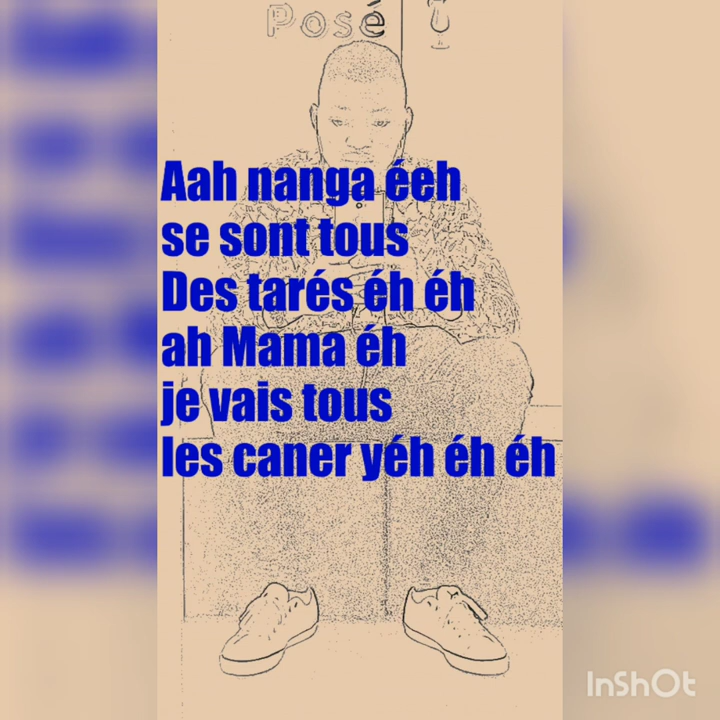 Posé
Aah nanga éeh
se sont tous
Des tarés éh éh
ah Mama éh
je vais tous
les caner yéh éh éh
InShOt